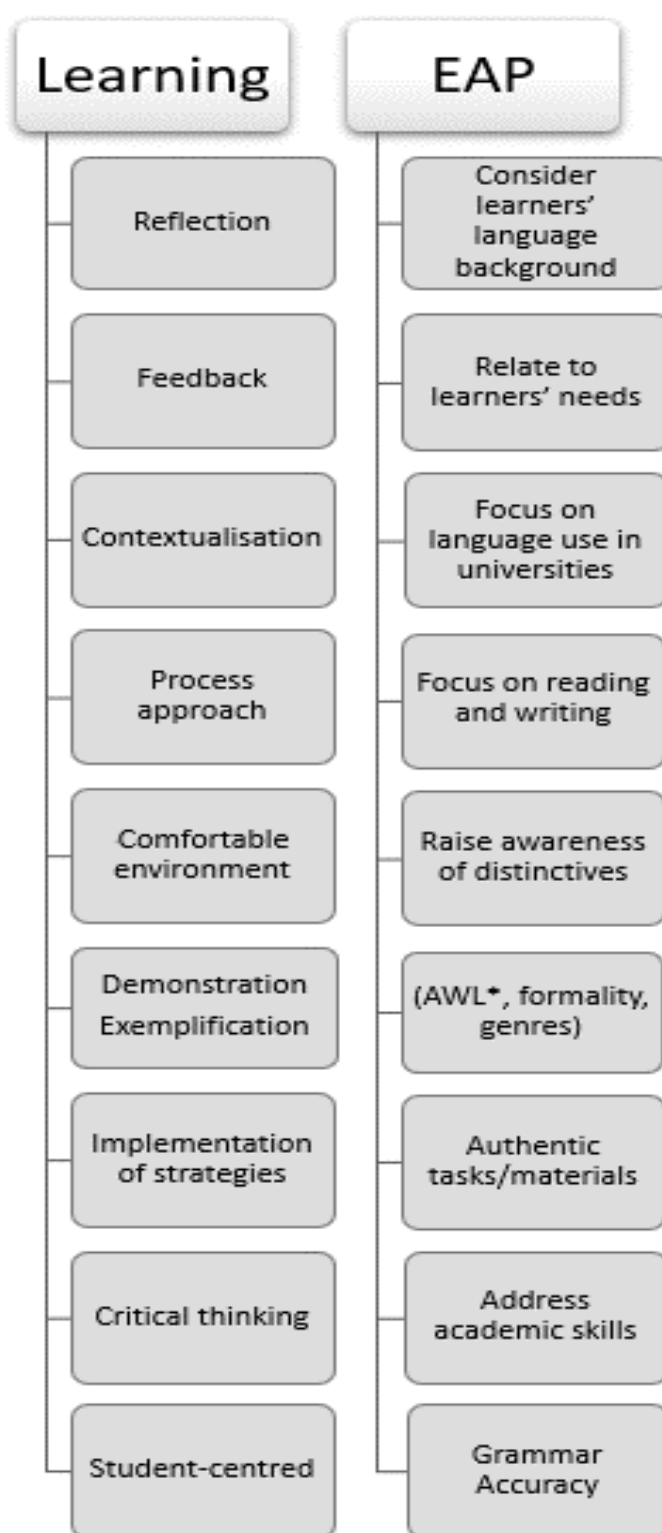 Learning
Reflection
Feedback
Contextualisation
Process
approach
Comfortable
environment
Demonstration
Exemplification
Implementation
of strategies
Critical thinking
Student-centred
EAP
Consider
learners'
language
background
Relate to
learners' needs
Focus on
language use in
universities
Focus on reading
and writing
Raise awareness
of distinctives
(AWL*, formality,
genres)
Authentic
tasks/materials
Address
academic skills
Grammar
Accuracy